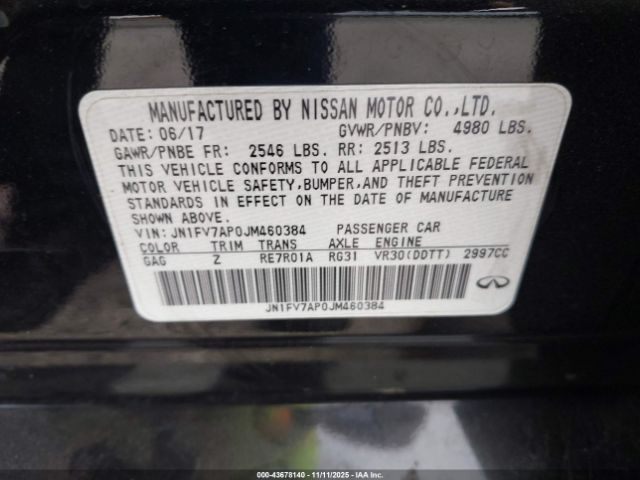 MANUFACTURED BY NISSAN MOTOR CO.,LTD.
DATE: 06/17 GVWR/PNBV: 4980 LBS.
GAWR/PNBE FR: 2546 LBS. RR: 2513 LBS.
THIS VEHICLE CONFORMS TO ALL APPLICABLE FEDERAL
MOTOR VEHICLE SAFETY,BUMPER,AND THEFT PREVENTION
STANDARDS IN EFFECT ON THE DATE OF MANUFACTURE
SHOWN ABOVE.
VIN: JN1FV7AP0JM460384 PASSENGER CAR
COLOR TRIM TRANS AXLE ENGINE
GAG Z RE7R01A RG31 VR30(DDTT) 2997CC
JN1FV7AP0JM460384
000-43678140 - 11/11/2025 - IAAI.COM